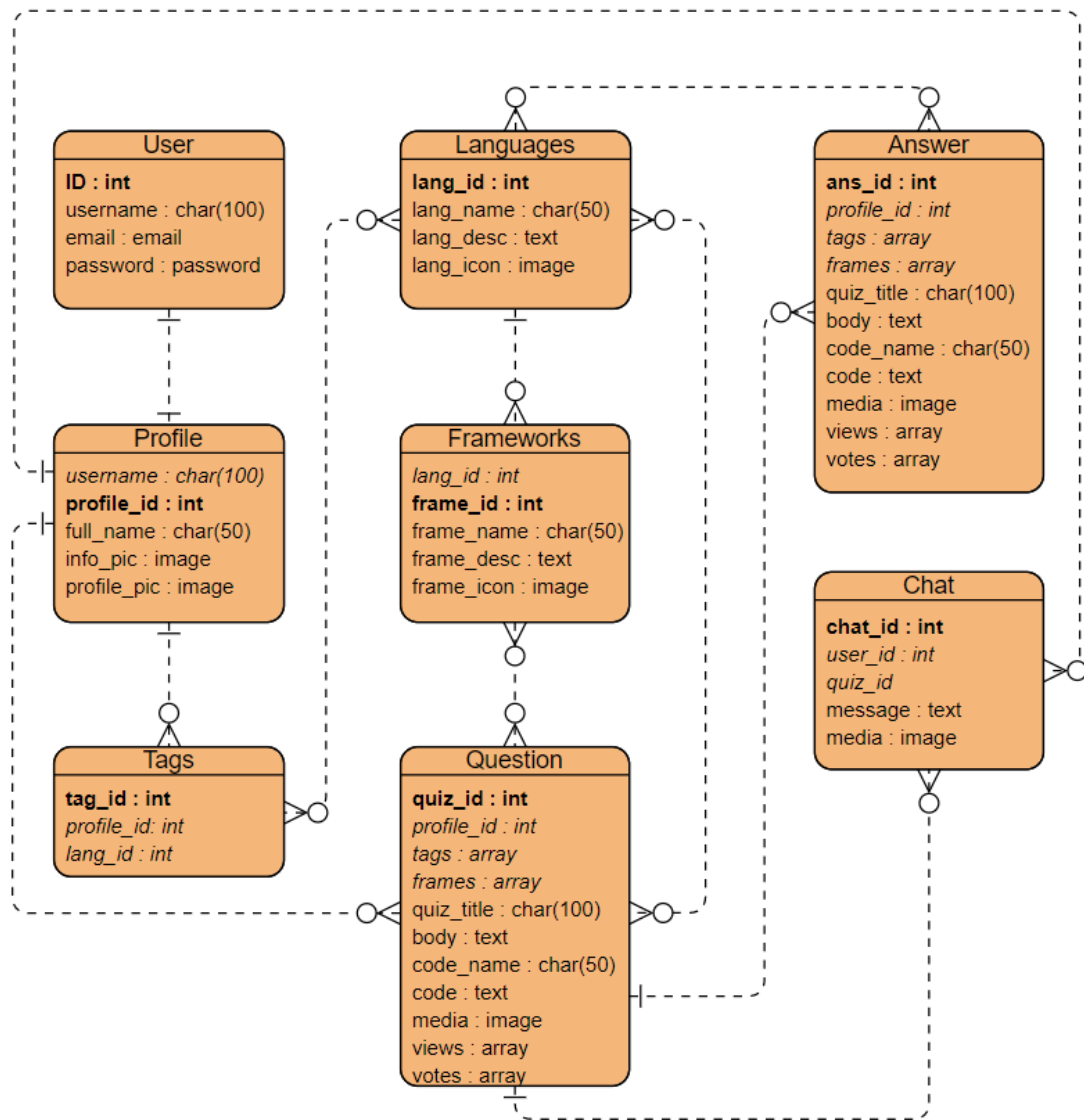 User
ID : int
username : char(100)
email : email
password : password
Languages
lang_id : int
lang_name : char(50)
lang_desc : text
lang_icon : image
Answer
ans_id : int
profile_id : int
tags : array
frames : array
quiz_title : char(100)
body : text
code_name : char(50)
code : text
media : image
views : array
votes : array
Profile
username : char(100)
profile_id : int
full_name : char(50)
info_pic : image
profile_pic : image
Frameworks
lang_id : int
frame_id : int
frame_name : char(50)
frame_desc : text
frame_icon : image
Chat
chat_id : int
user_id : int
quiz_id
message : text
media : image
Tags
tag_id : int
profile_id: int
lang_id : int
Question
quiz_id : int
profile_id : int
tags : array
frames : array
quiz_title : char(100)
body : text
code_name : char(50)
code : text
media : image
views : array
votes : array